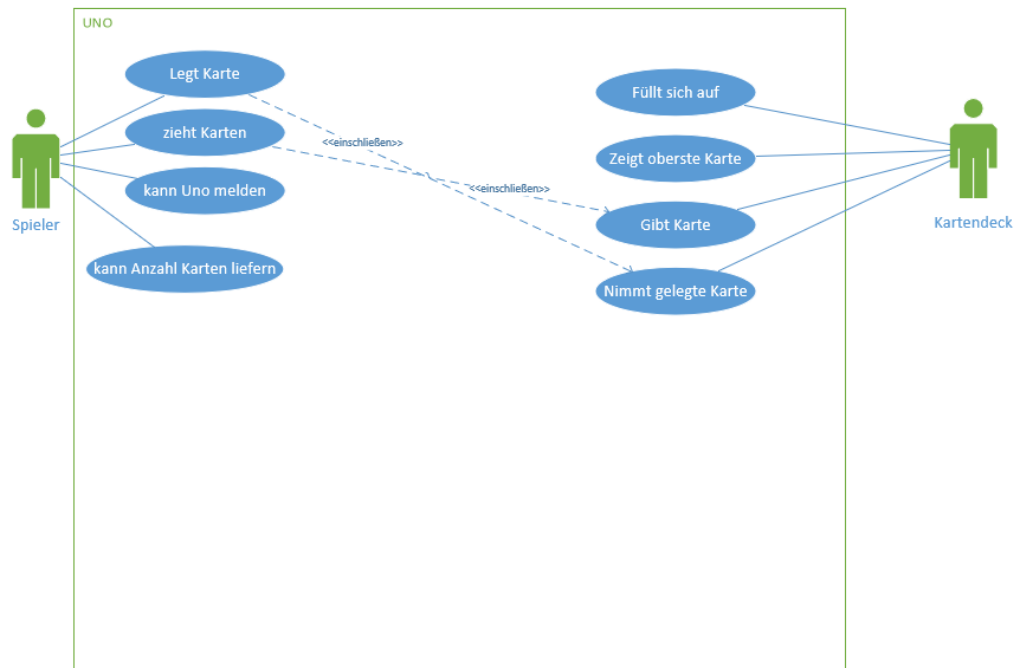 UNO
Legt Karte
zieht Karten
kann Uno melden
kann Anzahl Karten liefern
Spieler
<<einschließen>>
<<einschließen>>
Füllt sich auf
Zeigt oberste Karte
Gibt Karte
Nimmt gelegte Karte
Kartendeck